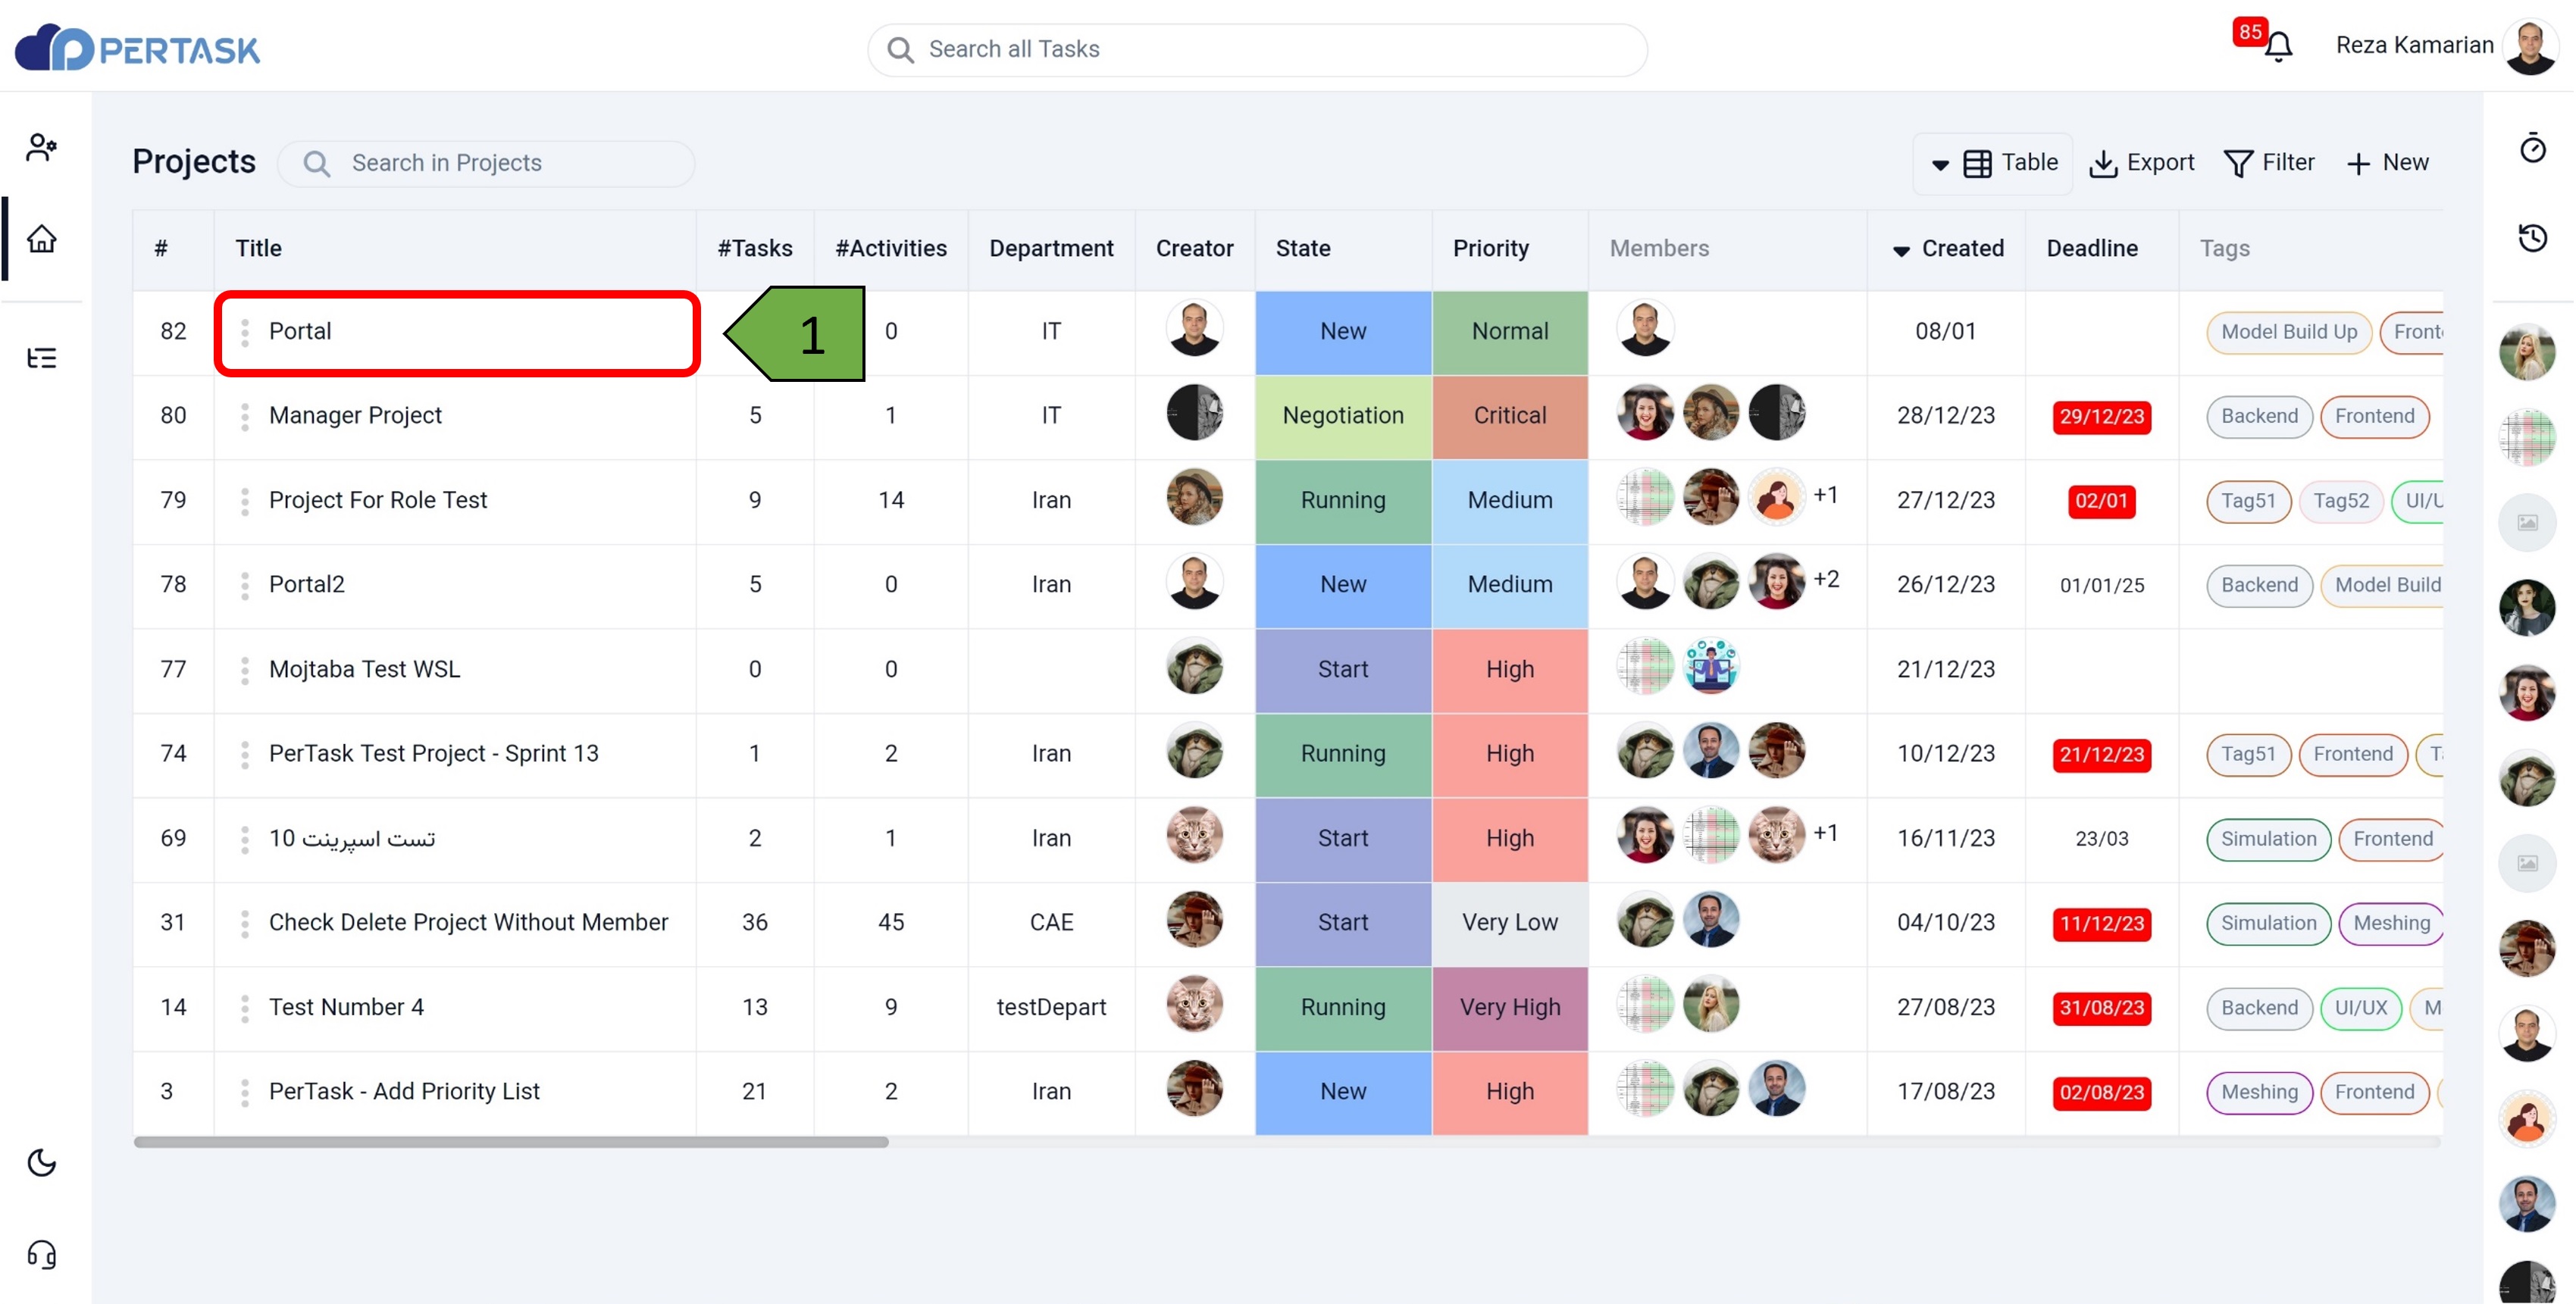 PERTASK
Search all Tasks
85
Reza Kamarian
Projects
Search in Projects
Table
Export
Filter
New
# Title #Tasks #Activities Department Creator State Priority Members Created Deadline Tags
82 Portal 1 0 IT New Normal 08/01 Model Build Up Fronte
80 Manager Project 5 1 IT Negotiation Critical 28/12/23 29/12/23 Backend Frontend
79 Project For Role Test 9 14 Iran Running Medium +1 27/12/23 02/01 Tag51 Tag52 UI/U
78 Portal2 5 0 Iran New Medium +2 26/12/23 01/01/25 Backend Model Build
77 Mojtaba Test WSL 0 0 Start High 21/12/23
74 PerTask Test Project - Sprint 13 1 2 Iran Running High 10/12/23 21/12/23 Tag51 Frontend Ta
69 تست اسپرینت 10 2 1 Iran Start High +1 16/11/23 23/03 Simulation Frontend
31 Check Delete Project Without Member 36 45 CAE Start Very Low 04/10/23 11/12/23 Simulation Meshing
14 Test Number 4 13 9 testDepart Running Very High 27/08/23 31/08/23 Backend UI/UX M
3 PerTask - Add Priority List 21 2 Iran New High 17/08/23 02/08/23 Meshing Frontend